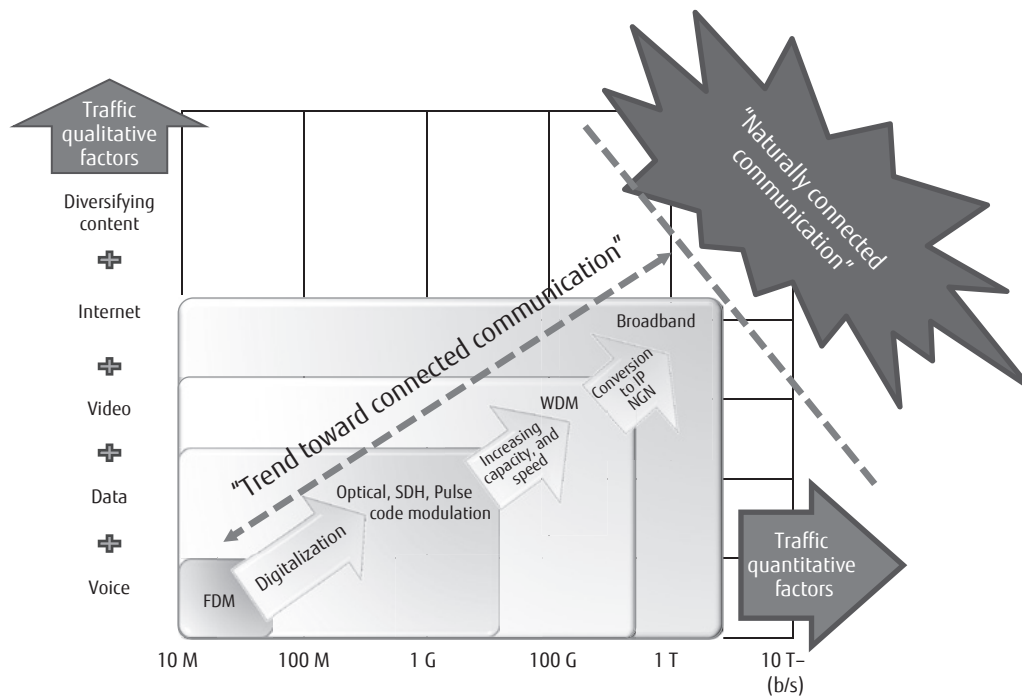 Traffic
qualitative
factors
Diversifying
content
+
Internet
+
Video
+
Data
+
Voice
"Naturally connected
communication"
"Trend toward connected communication"
Broadband
Conversion
to IP
NGN
WDM
Increasing
capacity, and
speed
Optical, SDH, Pulse
code modulation
Digitalization
FDM
Traffic
quantitative
factors
10 M 100 M 1 G 100 G 1 T 10 T–
(b/s)